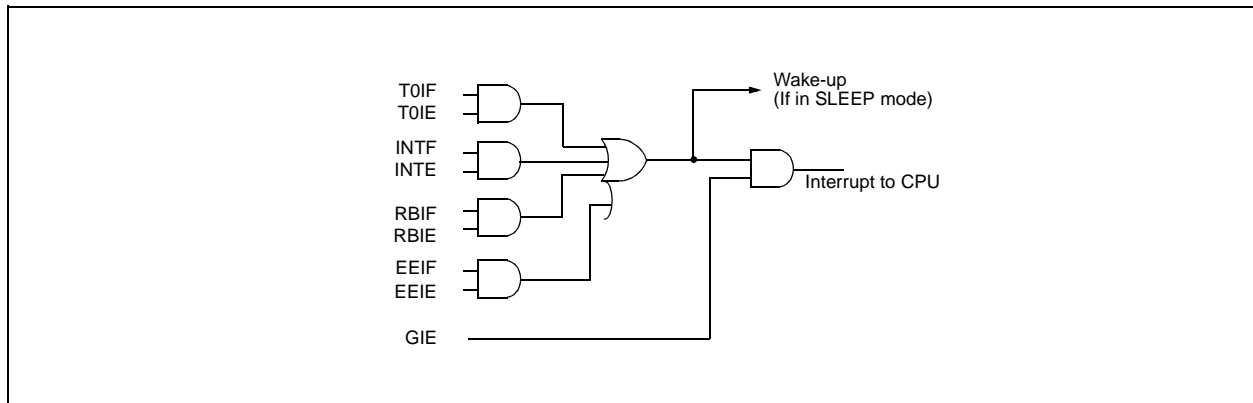 T0IF
T0IE
INTF
INTE
RBIF
RBIE
EEIF
EEIE
GIE
Wake-up
(If in SLEEP mode)
Interrupt to CPU